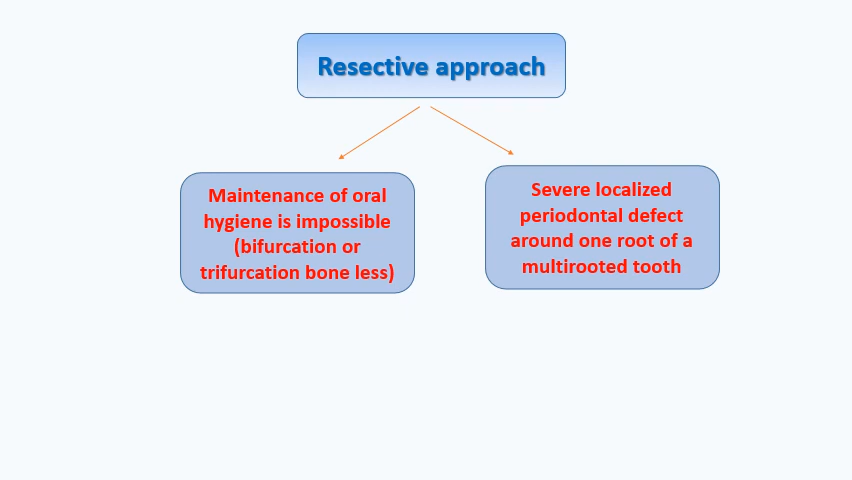 Resective approach
Maintenance of oral
hygiene is impossible
(bifurcation or
trifurcation bone less)
Severe localized
periodontal defect
around one root of a
multirooted tooth